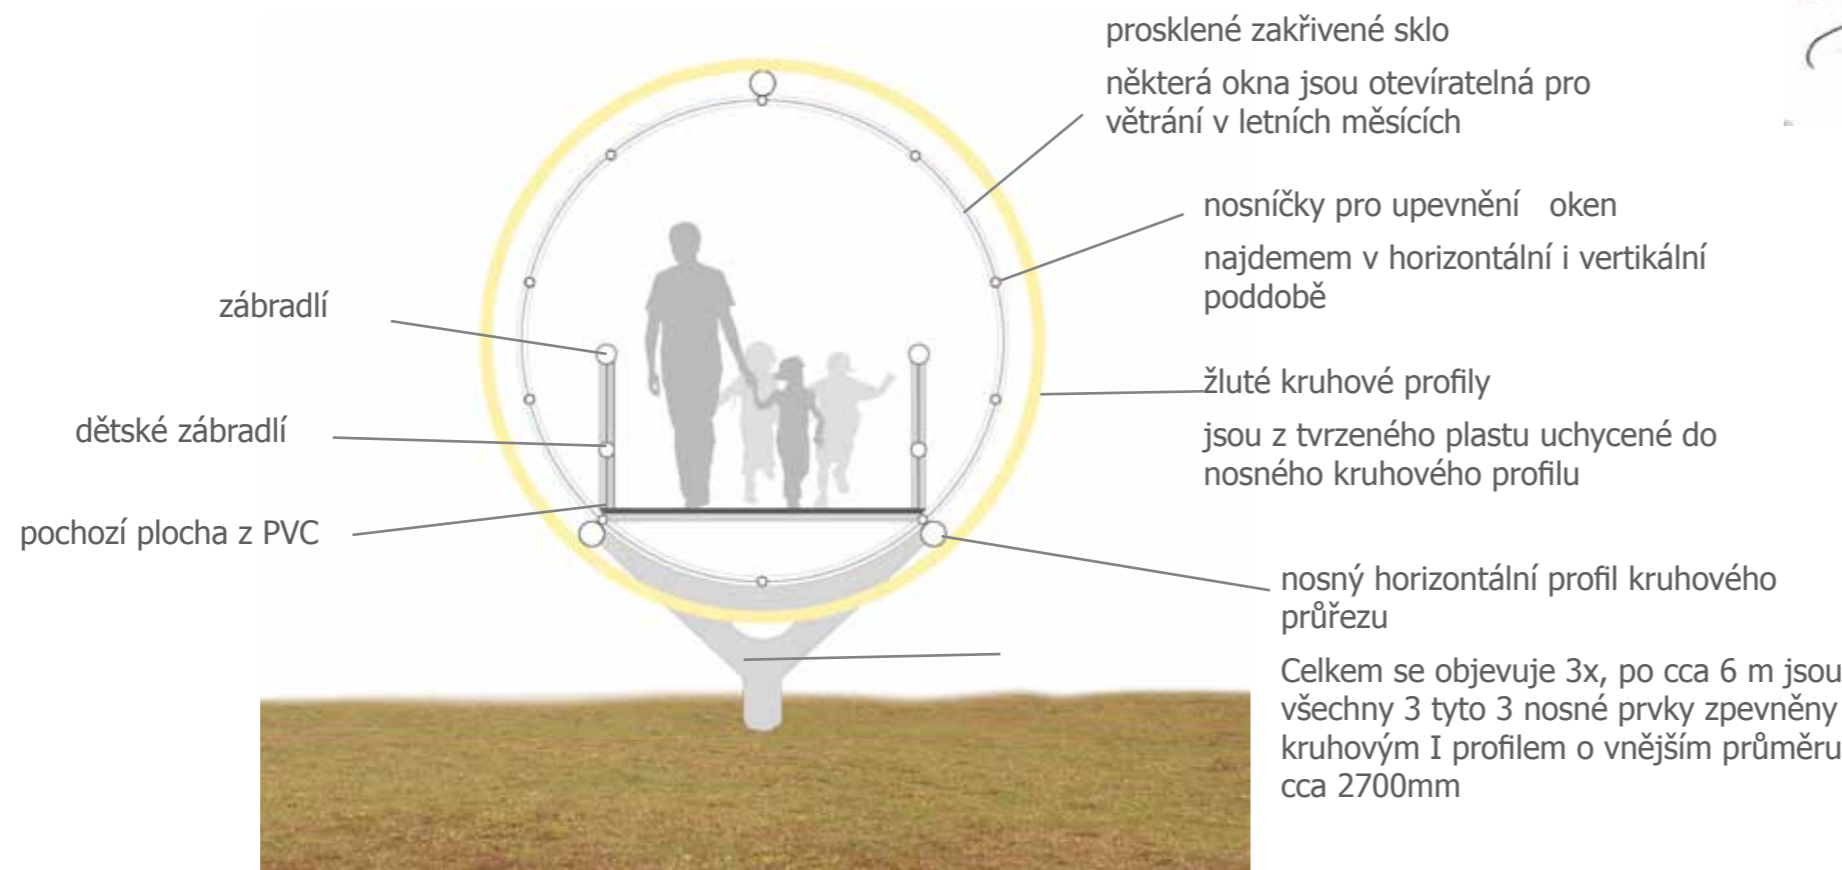 prosklené zakřivené sklo
některá okna jsou otevíratelná pro
větrání v letních měsících
nosníčky pro upevnění oken
najdemem v horizontální i vertikální
poddobě
žluté kruhové profily
jsou z tvrzeného plastu uchycené do
nosného kruhového profilu
nosný horizontální profil kruhového
průřezu
Celkem se objevuje 3x, po cca 6 m jsou
všechny 3 tyto 3 nosné prvky zpevněny
kruhovým I profilem o vnějším průměru
cca 2700mm
zábradlí
dětské zábradlí
pochozí plocha z PVC